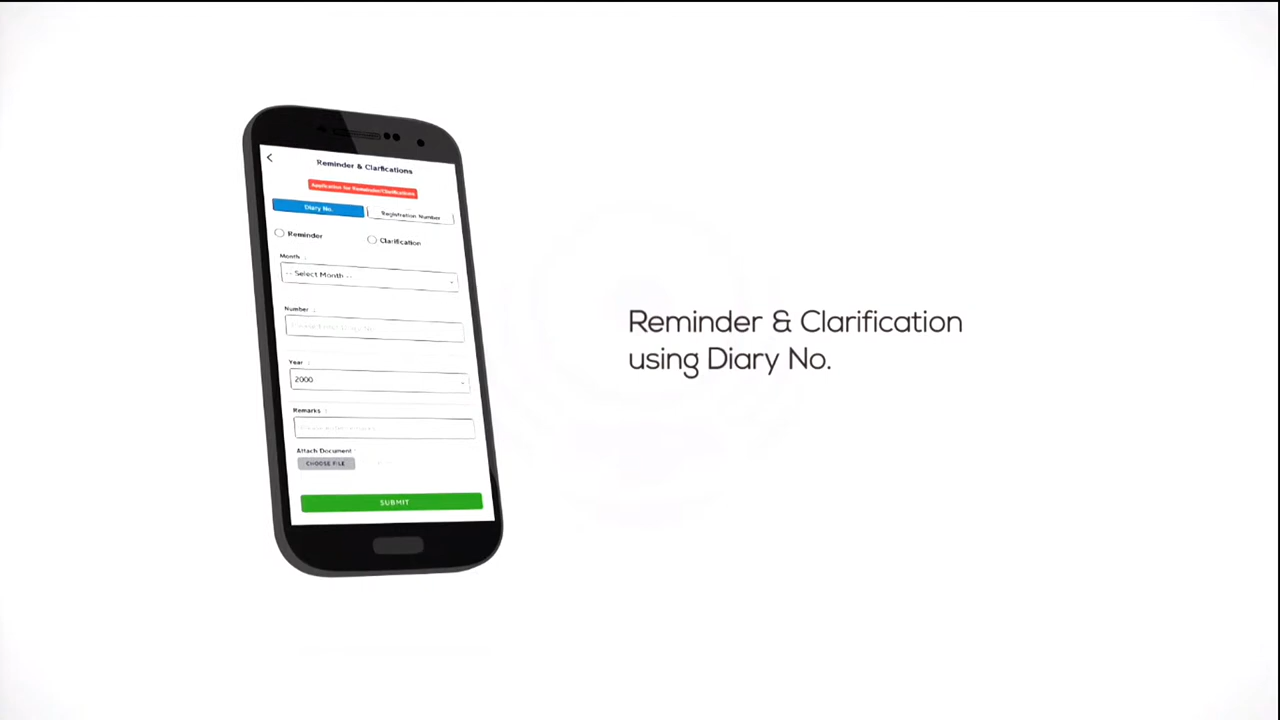 Reminder & Clarfications
Application for Reminder/Clarifications
Diary No.
Registration Number
Reminder
Clarification
Month :
-- Select Month --
Number :
Year :
2000
Remarks :
Attach Document
CHOOSE FILE
SUBMIT
Reminder & Clarification
using Diary No.